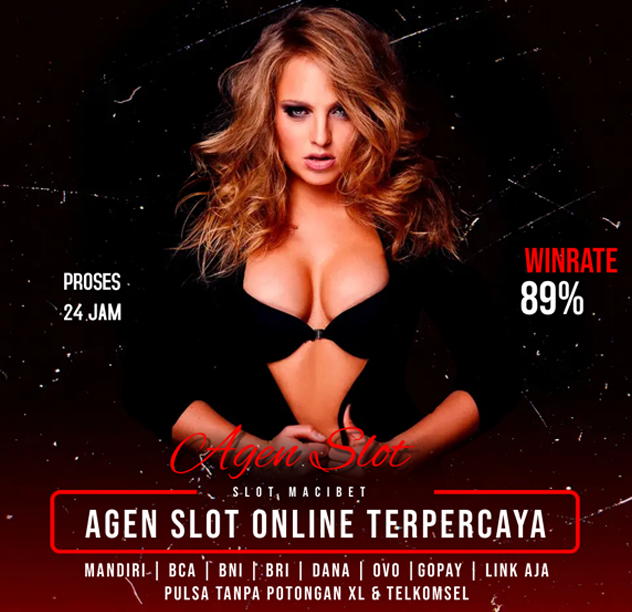 PROSES
24 JAM
WINRATE
89%
Agen Slot
SLOT MACIBET
AGEN SLOT ONLINE TERPERCAYA
MANDIRI | BCA | BNI | BRI | DANA | OVO | GOPAY | LINK AJA
PULSA TANPA POTONGAN XL & TELKOMSEL